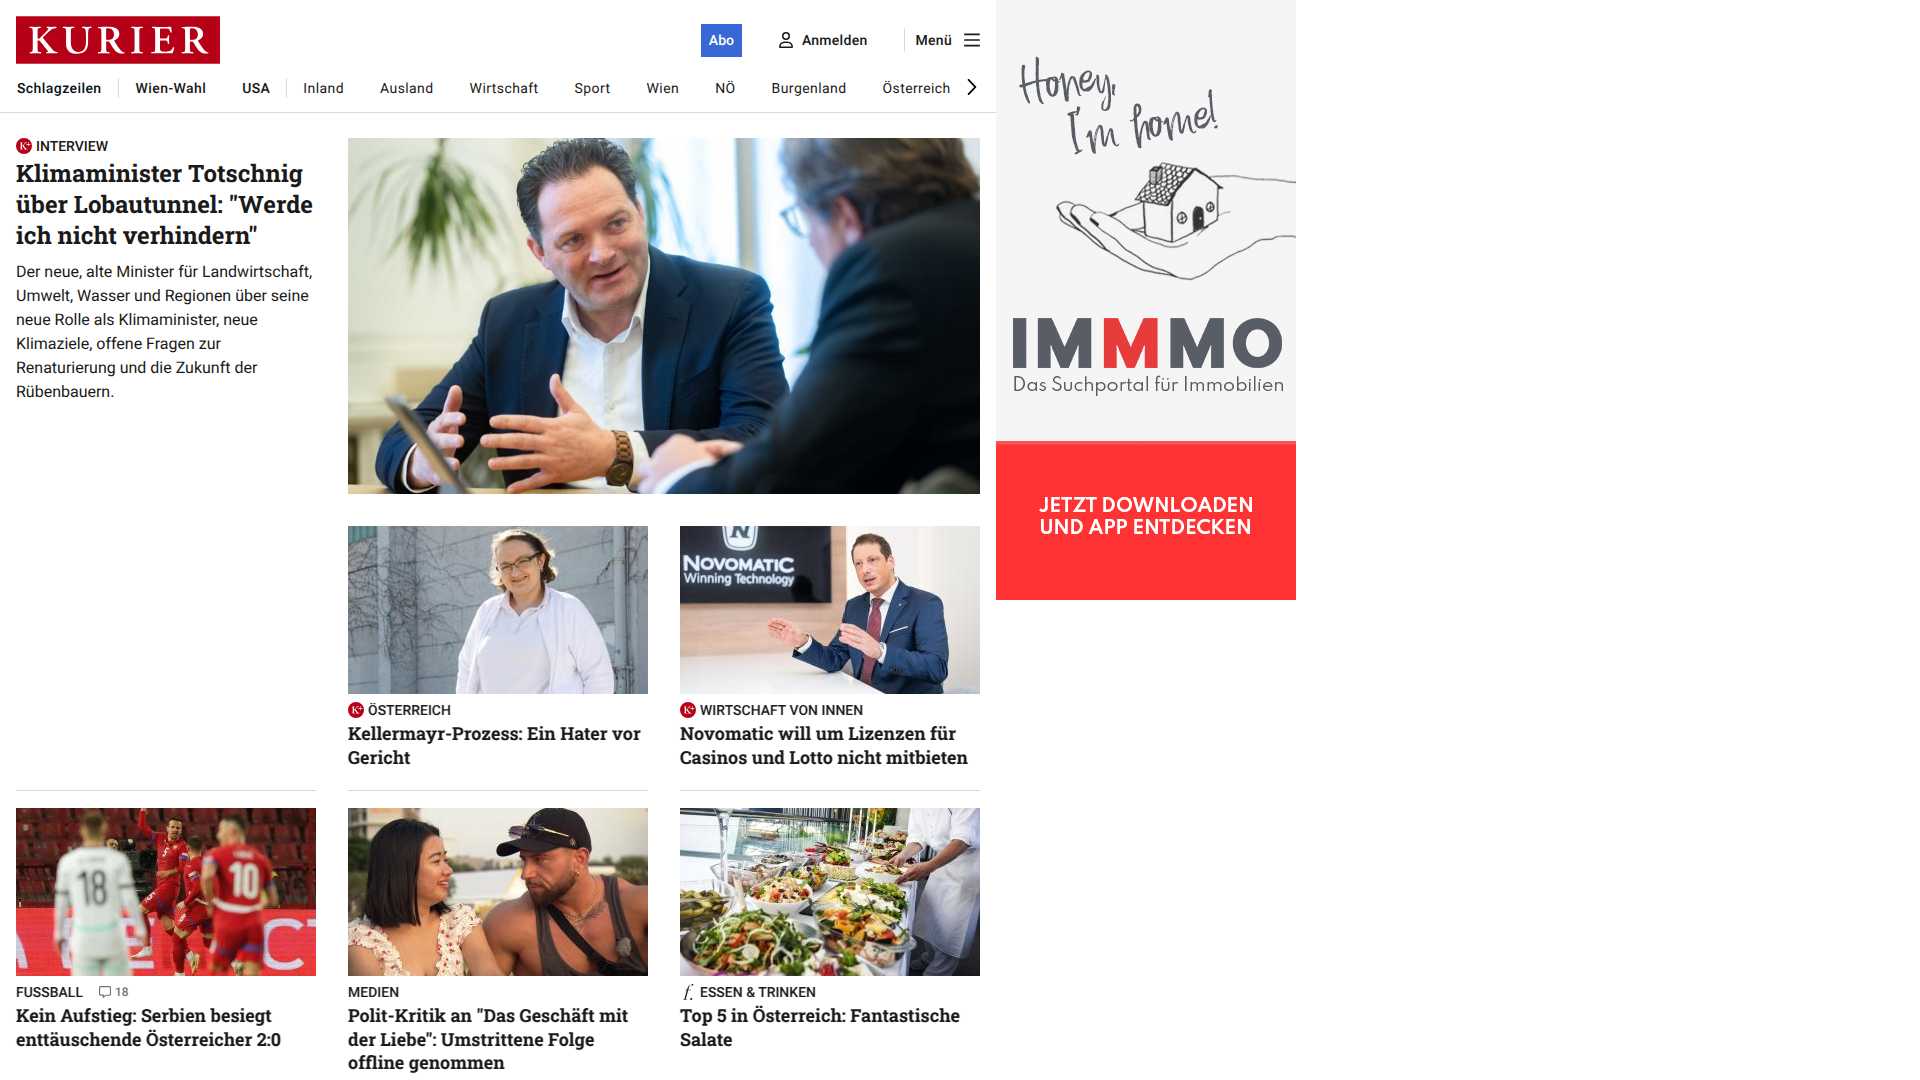 KURIER
Abo
Anmelden
Menü
Schlagzeilen
Wien-Wahl
USA
Inland
Ausland
Wirtschaft
Sport
Wien
NÖ
Burgenland
Österreich
K+ INTERVIEW
Klimaminister Totschnig
über Lobautunnel: "Werde
ich nicht verhindern"
Der neue, alte Minister für Landwirtschaft,
Umwelt, Wasser und Regionen über seine
neue Rolle als Klimaminister, neue
Klimaziele, offene Fragen zur
Renaturierung und die Zukunft der
Rübenbauern.
Honey,
I'm home!
IMMMO
Das Suchportal für Immobilien
JETZT DOWNLOADEN
UND APP ENTDECKEN
K+ ÖSTERREICH
Kellermayr-Prozess: Ein Hater vor
Gericht
N
NOVOMATIC
Winning Technology
K+ WIRTSCHAFT VON INNEN
Novomatic will um Lizenzen für
Casinos und Lotto nicht mitbieten
18
10
FUSSBALL 18
Kein Aufstieg: Serbien besiegt
enttäuschende Österreicher 2:0
MEDIEN
Polit-Kritik an "Das Geschäft mit
der Liebe": Umstrittene Folge
offline genommen
f. ESSEN & TRINKEN
Top 5 in Österreich: Fantastische
Salate